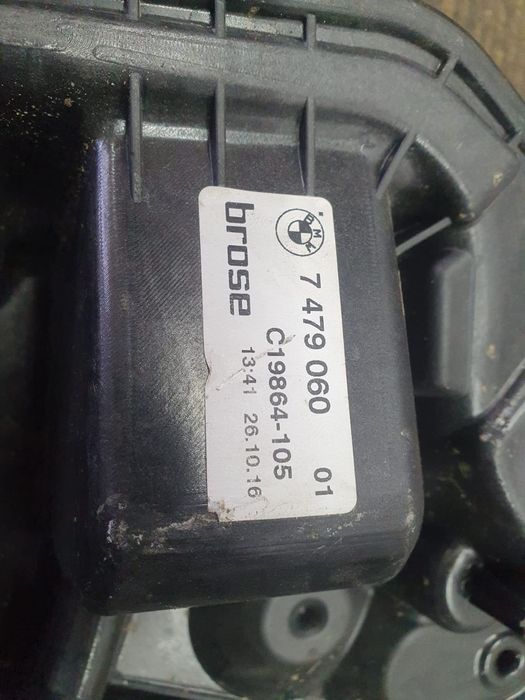 BMW
7 479 060 01
brose
C19864-105
13:41 26.10.16